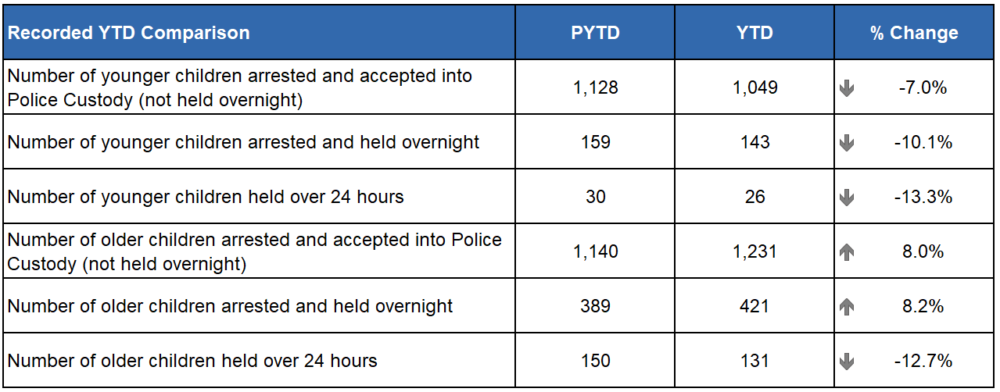 Recorded YTD Comparison PYTD YTD % Change
Number of younger children arrested and accepted into
Police Custody (not held overnight) 1,128 1,049 -7.0%
Number of younger children arrested and held overnight 159 143 -10.1%
Number of younger children held over 24 hours 30 26 -13.3%
Number of older children arrested and accepted into Police
Custody (not held overnight) 1,140 1,231 8.0%
Number of older children arrested and held overnight 389 421 8.2%
Number of older children held over 24 hours 150 131 -12.7%